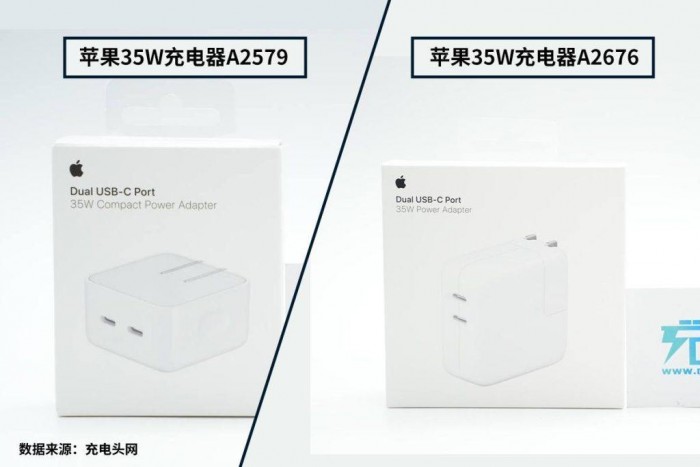 苹果35W充电器A2579
苹果35W充电器A2676
Dual USB-C Port
35W Compact Power Adapter
Dual USB-C Port
35W Power Adapter
www.
数据来源：充电头网